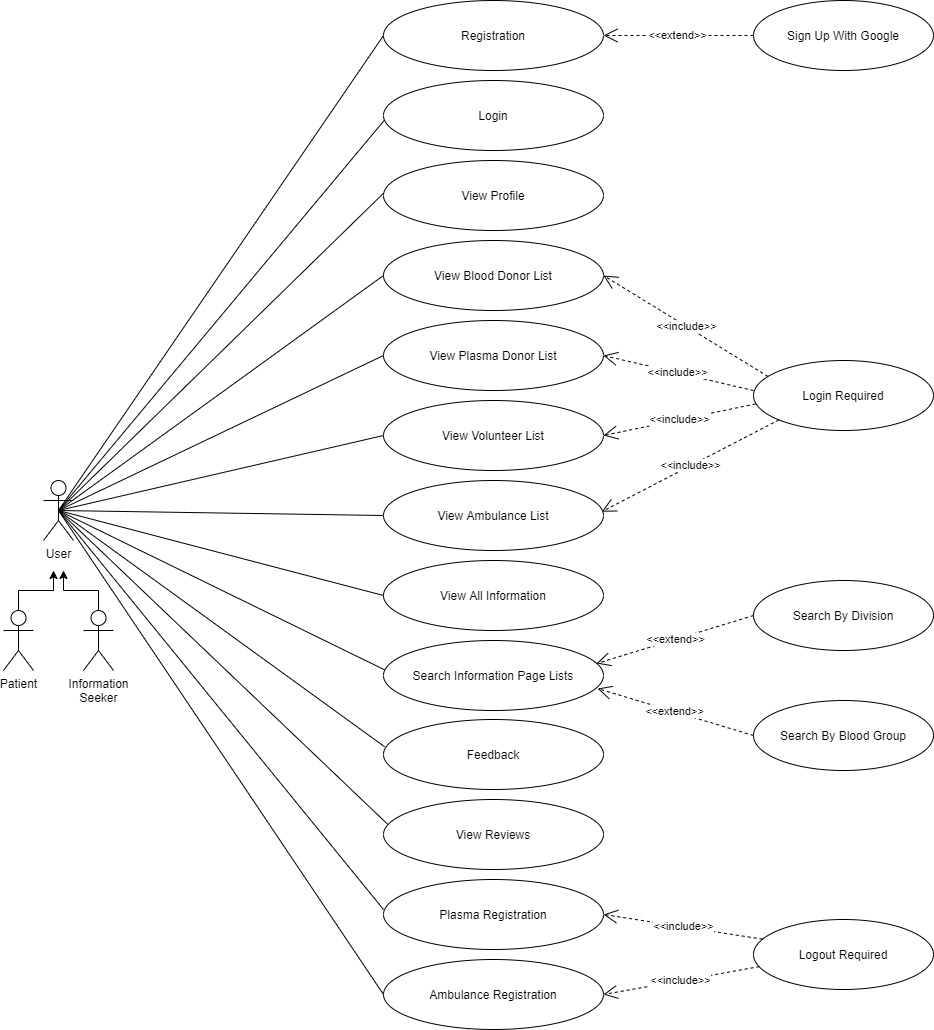 Registration
<<extend>>
Sign Up With Google
Login
View Profile
View Blood Donor List
<<include>>
View Plasma Donor List
<<include>>
Login Required
<<include>>
View Volunteer List
<<include>>
View Ambulance List
User
View All Information
Search By Division
<<extend>>
Patient
Information
Seeker
Search Information Page Lists
<<extend>>
Search By Blood Group
Feedback
View Reviews
Plasma Registration
<<include>>
Logout Required
<<include>>
Ambulance Registration